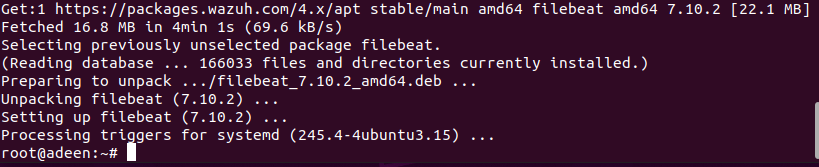 Get:1 https://packages.wazuh.com/4.x/apt stable/main amd64 filebeat amd64 7.10.2 [22.1 MB]
Fetched 16.8 MB in 4min 1s (69.6 kB/s)
Selecting previously unselected package filebeat.
(Reading database ... 166033 files and directories currently installed.)
Preparing to unpack .../filebeat_7.10.2_amd64.deb ...
Unpacking filebeat (7.10.2) ...
Setting up filebeat (7.10.2) ...
Processing triggers for systemd (245.4-4ubuntu3.15) ...
root@adeen:~#